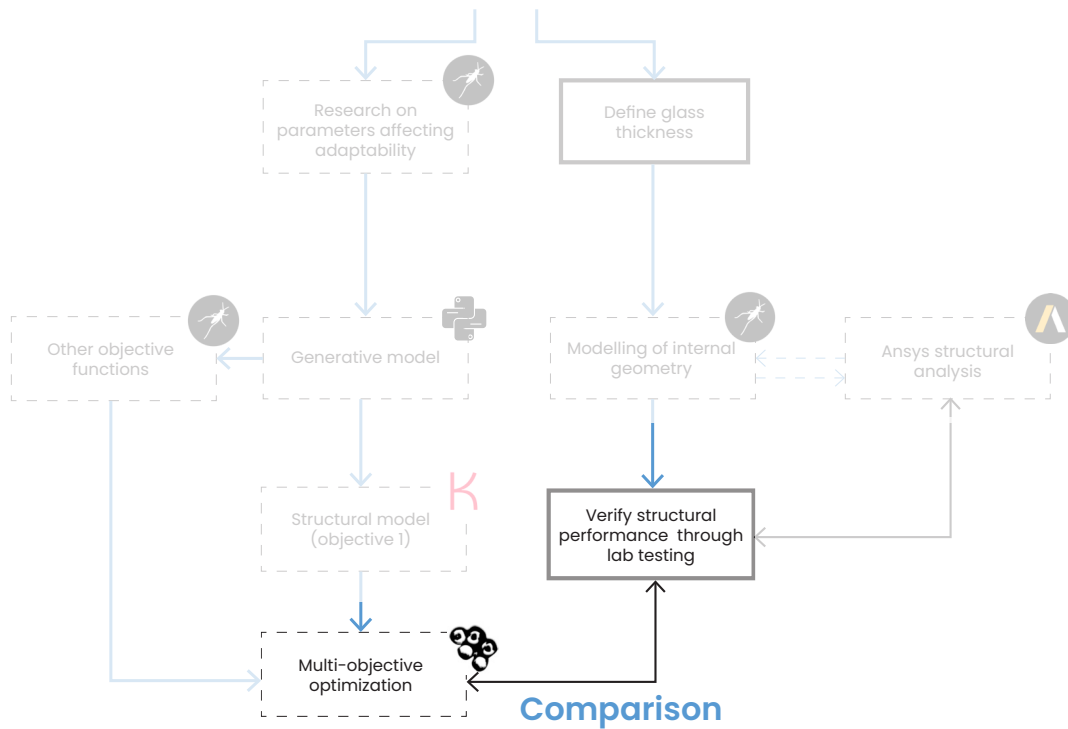 Research on
parameters affecting
adaptability
Define glass
thickness
Other objective
functions
Generative model
Modelling of internal
geometry
Ansys structural
analysis
Structural model
(objective 1)
Verify structural
performance through
lab testing
Multi-objective
optimization
Comparison